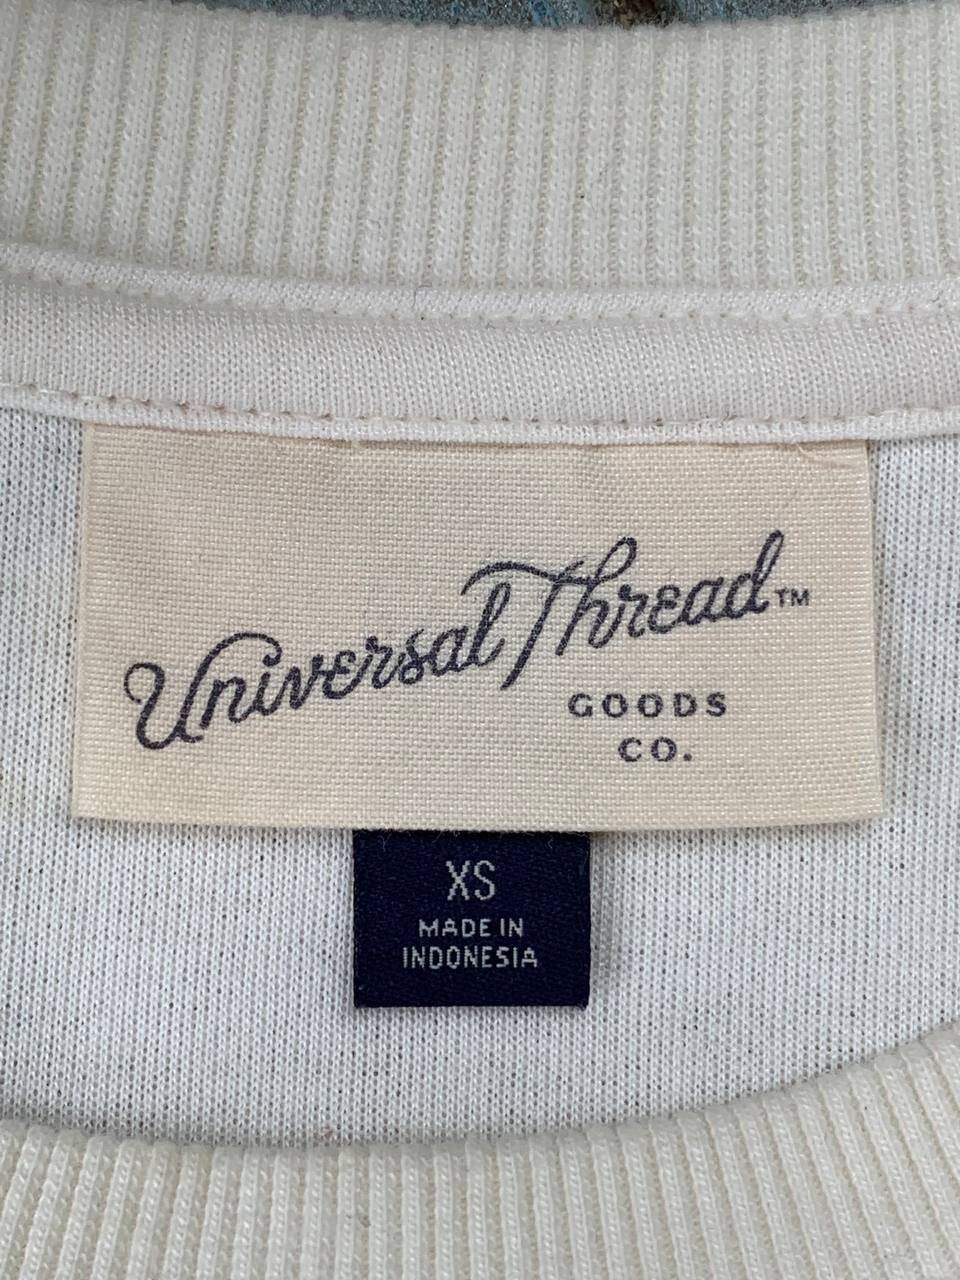 Universal Thread™
GOODS
CO.
XS
MADE IN
INDONESIA